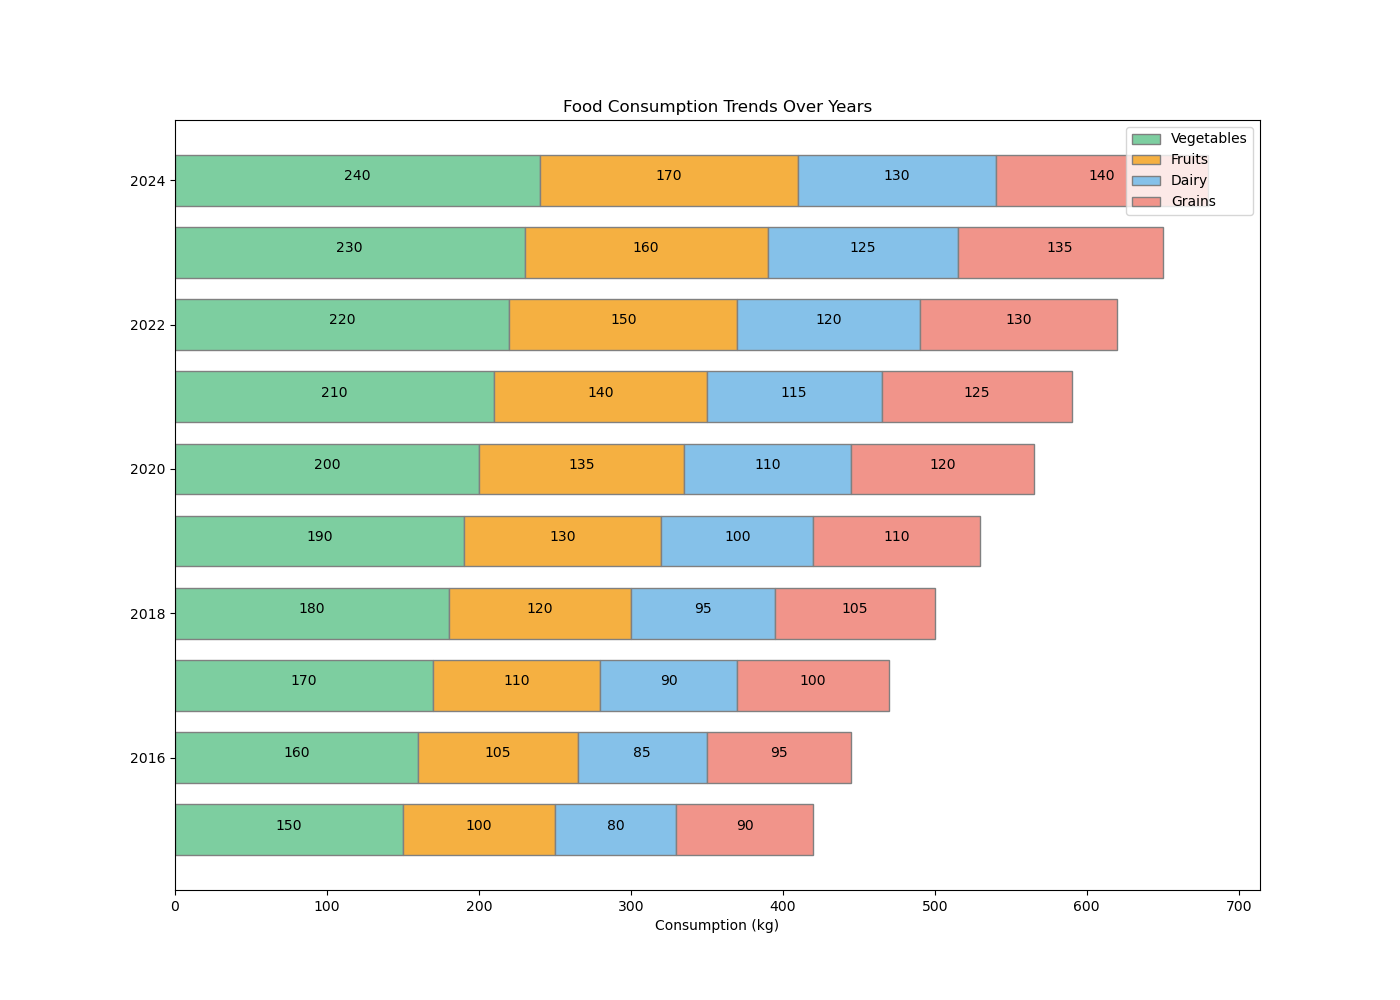 Food Consumption Trends Over Years
Vegetables
Fruits
Dairy
Grains
2024 240 170 130 140
230 160 125 135
2022 220 150 120 130
210 140 115 125
2020 200 135 110 120
190 130 100 110
2018 180 120 95 105
170 110 90 100
2016 160 105 85 95
150 100 80 90
0 100 200 300 400 500 600 700
Consumption (kg)